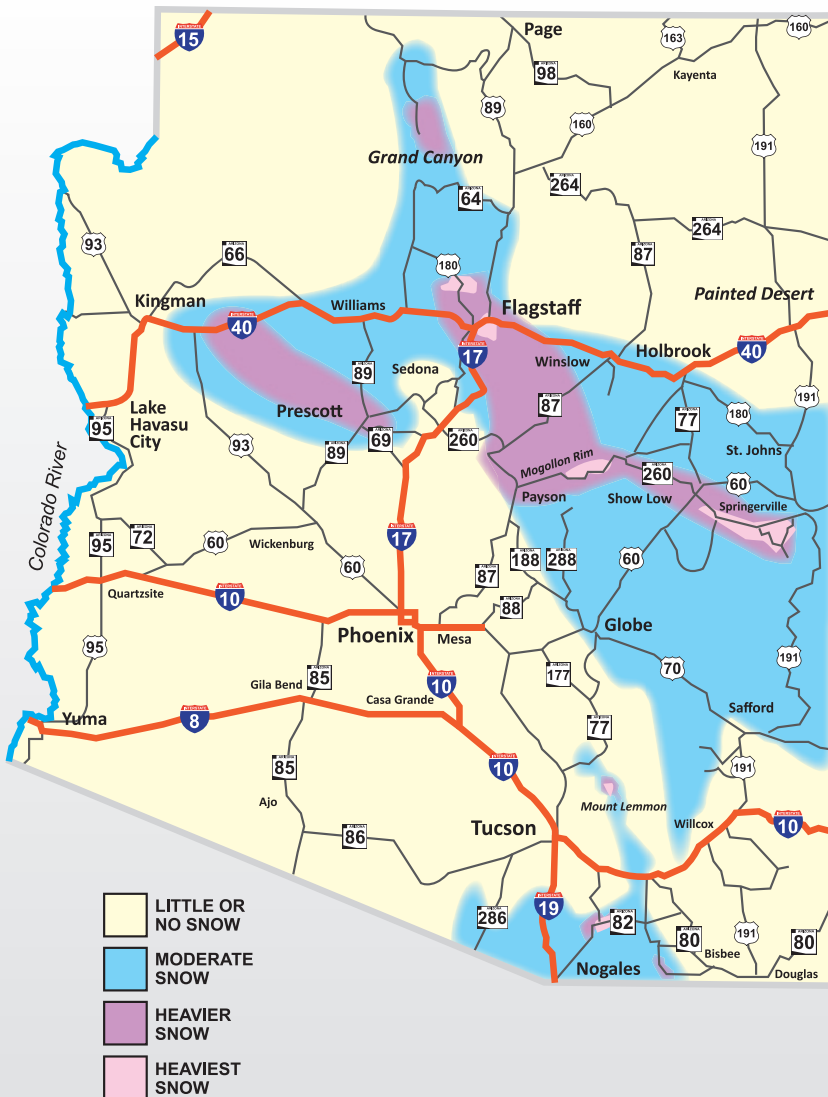 15
Page
163
160
98
Kayenta
89
160
191
Grand Canyon
64
264
264
93
66
180
87
Kingman
Williams
Flagstaff
Painted Desert
40
17
Winslow
Holbrook
40
89
Sedona
Lake
Havasu
City
95
Prescott
87
77
180
191
93
89
69
260
St. Johns
Mogollon Rim
260
60
Colorado River
Payson
Show Low
Springerville
95
72
60
Wickenburg
17
60
87
188
288
60
Quartzsite
10
88
Phoenix
Mesa
Globe
95
191
Gila Bend
85
10
177
70
Casa Grande
Yuma
8
77
Safford
85
10
191
Ajo
Mount Lemmon
86
Tucson
Willcox
10
LITTLE OR
NO SNOW
286
19
82
80
191
80
Bisbee
MODERATE
SNOW
Nogales
Douglas
HEAVIER
SNOW
HEAVIEST
SNOW